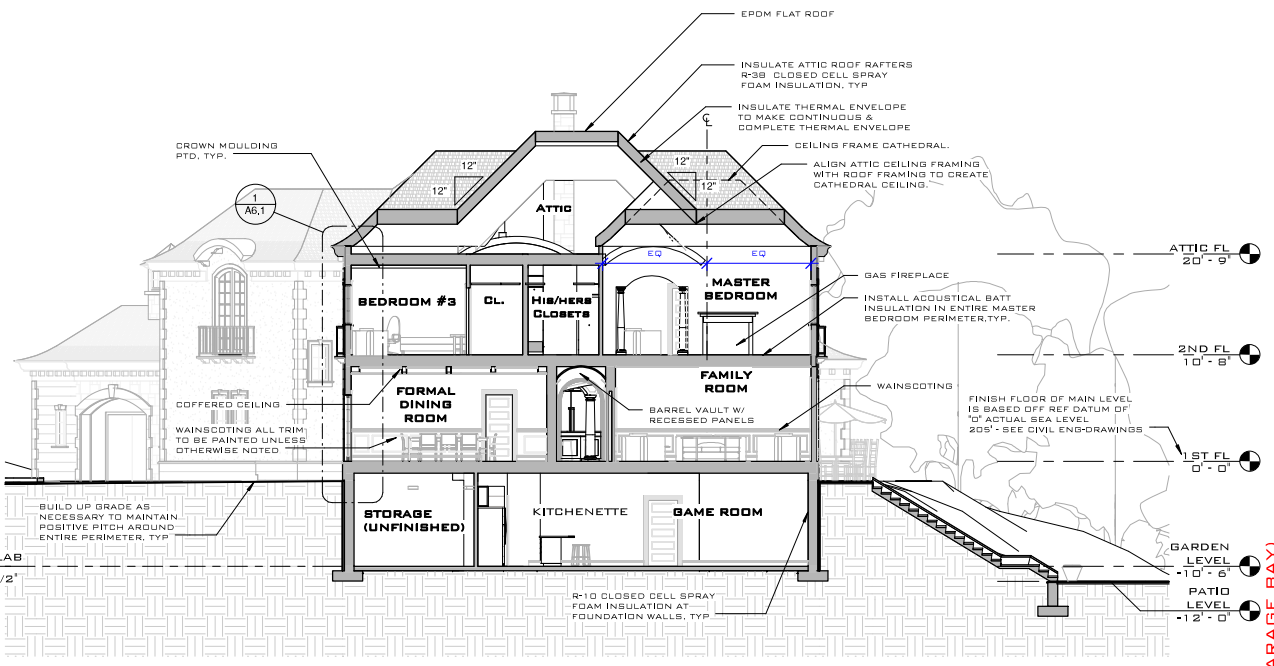 EPDM FLAT ROOF
INSULATE ATTIC ROOF RAFTERS
R-38 CLOSED CELL SPRAY
FOAM INSULATION, TYP
INSULATE THERMAL ENVELOPE
TO MAKE CONTINUOUS &
COMPLETE THERMAL ENVELOPE
CEILING FRAME CATHEDRAL.
ALIGN ATTIC CEILING FRAMING
WITH ROOF FRAMING TO CREATE
CATHEDRAL CEILING.
CROWN MOULDING
PTD, TYP.
1
A6,1
12"
12"
12"
12"
℄
ATTIC
EQ
EQ
ATTIC FL
20' - 9"
BEDROOM #3
CL.
HIS/HERS
CLOSETS
MASTER
BEDROOM
GAS FIREPLACE
INSTALL ACOUSTICAL BATT
INSULATION IN ENTIRE MASTER
BEDROOM PERIMETER,TYP.
2ND FL
10' - 8"
COFFERED CEILING
WAINSCOTING ALL TRIM
TO BE PAINTED UNLESS
OTHERWISE NOTED
FORMAL
DINING
ROOM
BARREL VAULT W/
RECESSED PANELS
FAMILY
ROOM
WAINSCOTING
FINISH FLOOR OF MAIN LEVEL
IS BASED OFF REF DATUM OF
"0" ACTUAL SEA LEVEL
205' - SEE CIVIL ENG-DRAWINGS
1ST FL
0' - 0"
BUILD UP GRADE AS
NECESSARY TO MAINTAIN
POSITIVE PITCH AROUND
ENTIRE PERIMETER, TYP
STORAGE
(UNFINISHED)
KITCHENETTE
GAME ROOM
LAB
/2"
R-10 CLOSED CELL SPRAY
FOAM INSULATION AT
FOUNDATION WALLS, TYP
GARDEN
LEVEL
-10' - 6"
PATIO
LEVEL
-12' - 0"
ARAGE BAY)